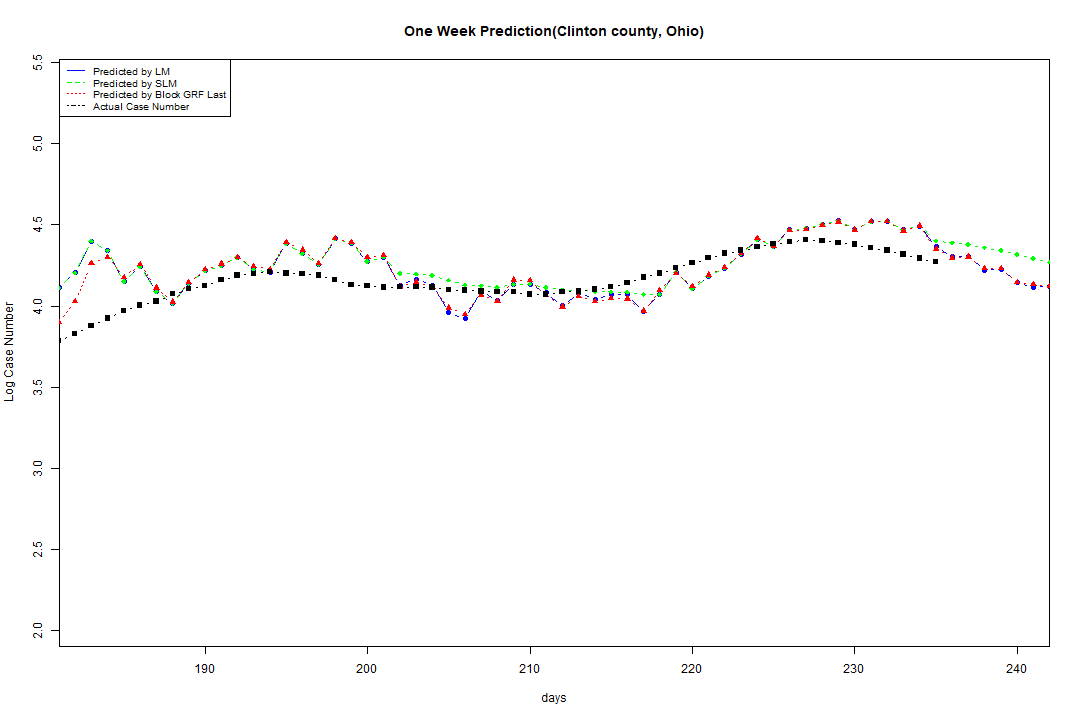 One Week Prediction(Clinton county, Ohio)
Predicted by LM
Predicted by SLM
Predicted by Block GRF Last
Actual Case Number
5.5
5.0
4.5
4.0
3.5
3.0
2.5
2.0
Log Case Number
190 200 210 220 230 240
days